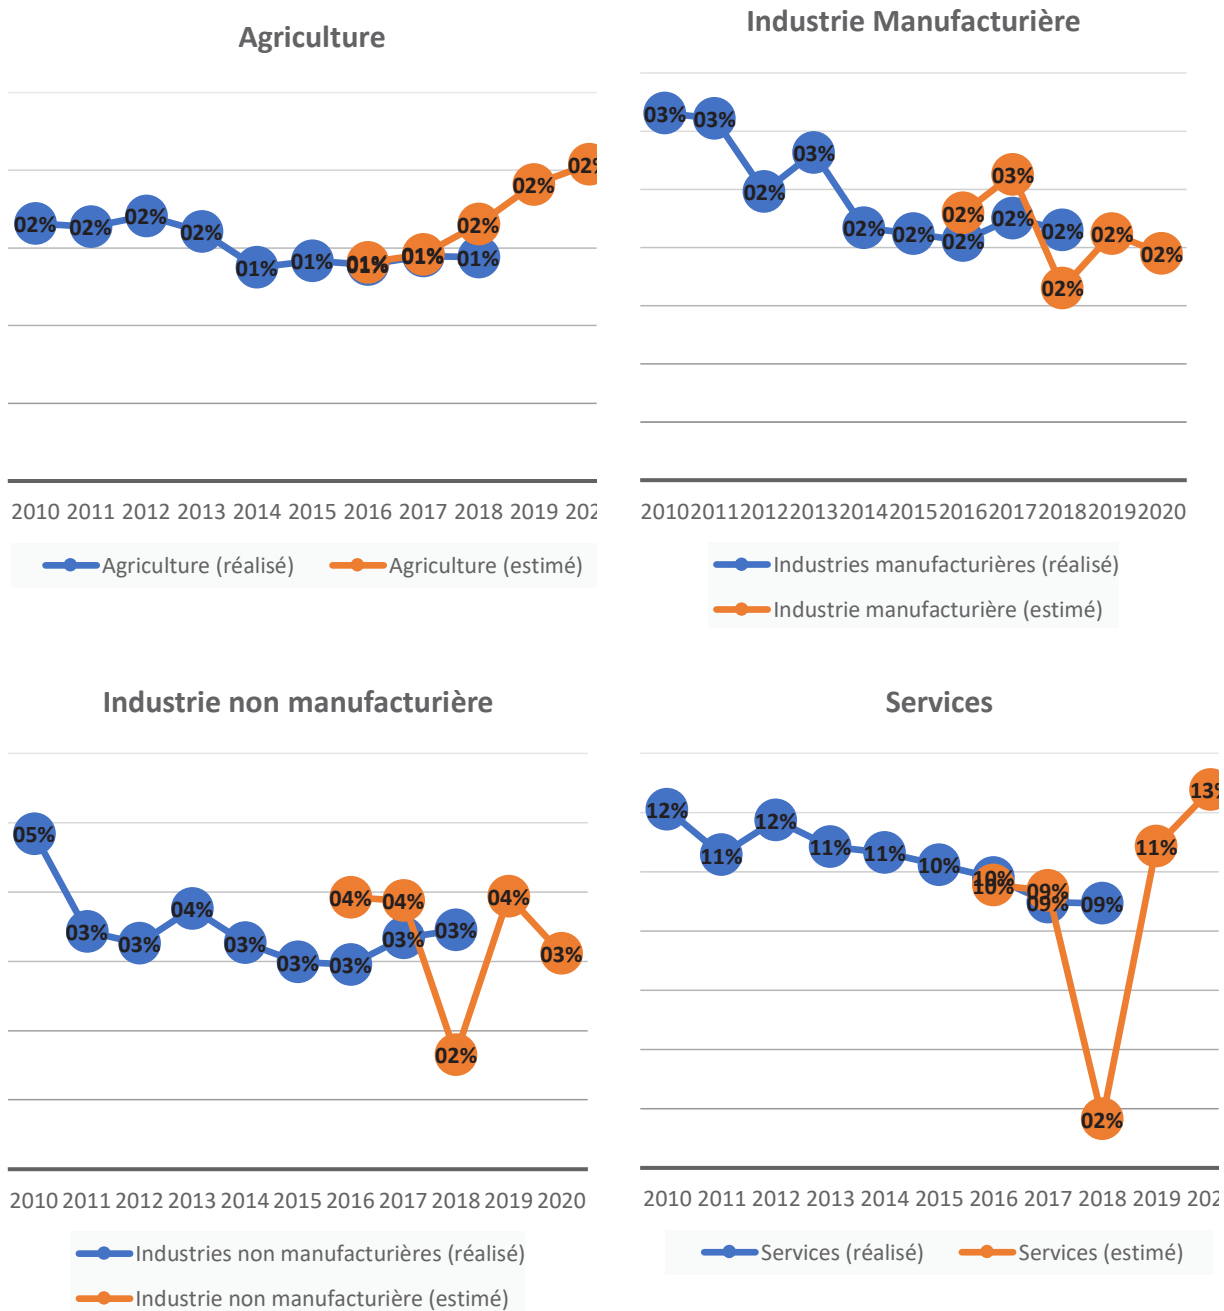 Agriculture
02% 02% 02% 02% 01% 01% 01% 01% 01%
01% 01% 02% 02% 02%
2010 2011 2012 2013 2014 2015 2016 2017 2018 2019 202
Agriculture (réalisé) Agriculture (estimé)
Industrie Manufacturière
03% 03% 02% 03% 02% 02% 02% 02% 02%
02% 03% 02% 02% 02%
2010 2011 2012 2013 2014 2015 2016 2017 2018 2019 2020
Industries manufacturières (réalisé)
Industrie manufacturière (estimé)
Industrie non manufacturière
05% 03% 03% 04% 03% 03% 03% 03% 03%
04% 04% 02% 04% 03%
2010 2011 2012 2013 2014 2015 2016 2017 2018 2019 2020
Industries non manufacturières (réalisé)
Industrie non manufacturière (estimé)
Services
12% 11% 12% 11% 11% 10% 10% 09% 09%
10% 09% 02% 11% 13%
2010 2011 2012 2013 2014 2015 2016 2017 2018 2019 202
Services (réalisé) Services (estimé)